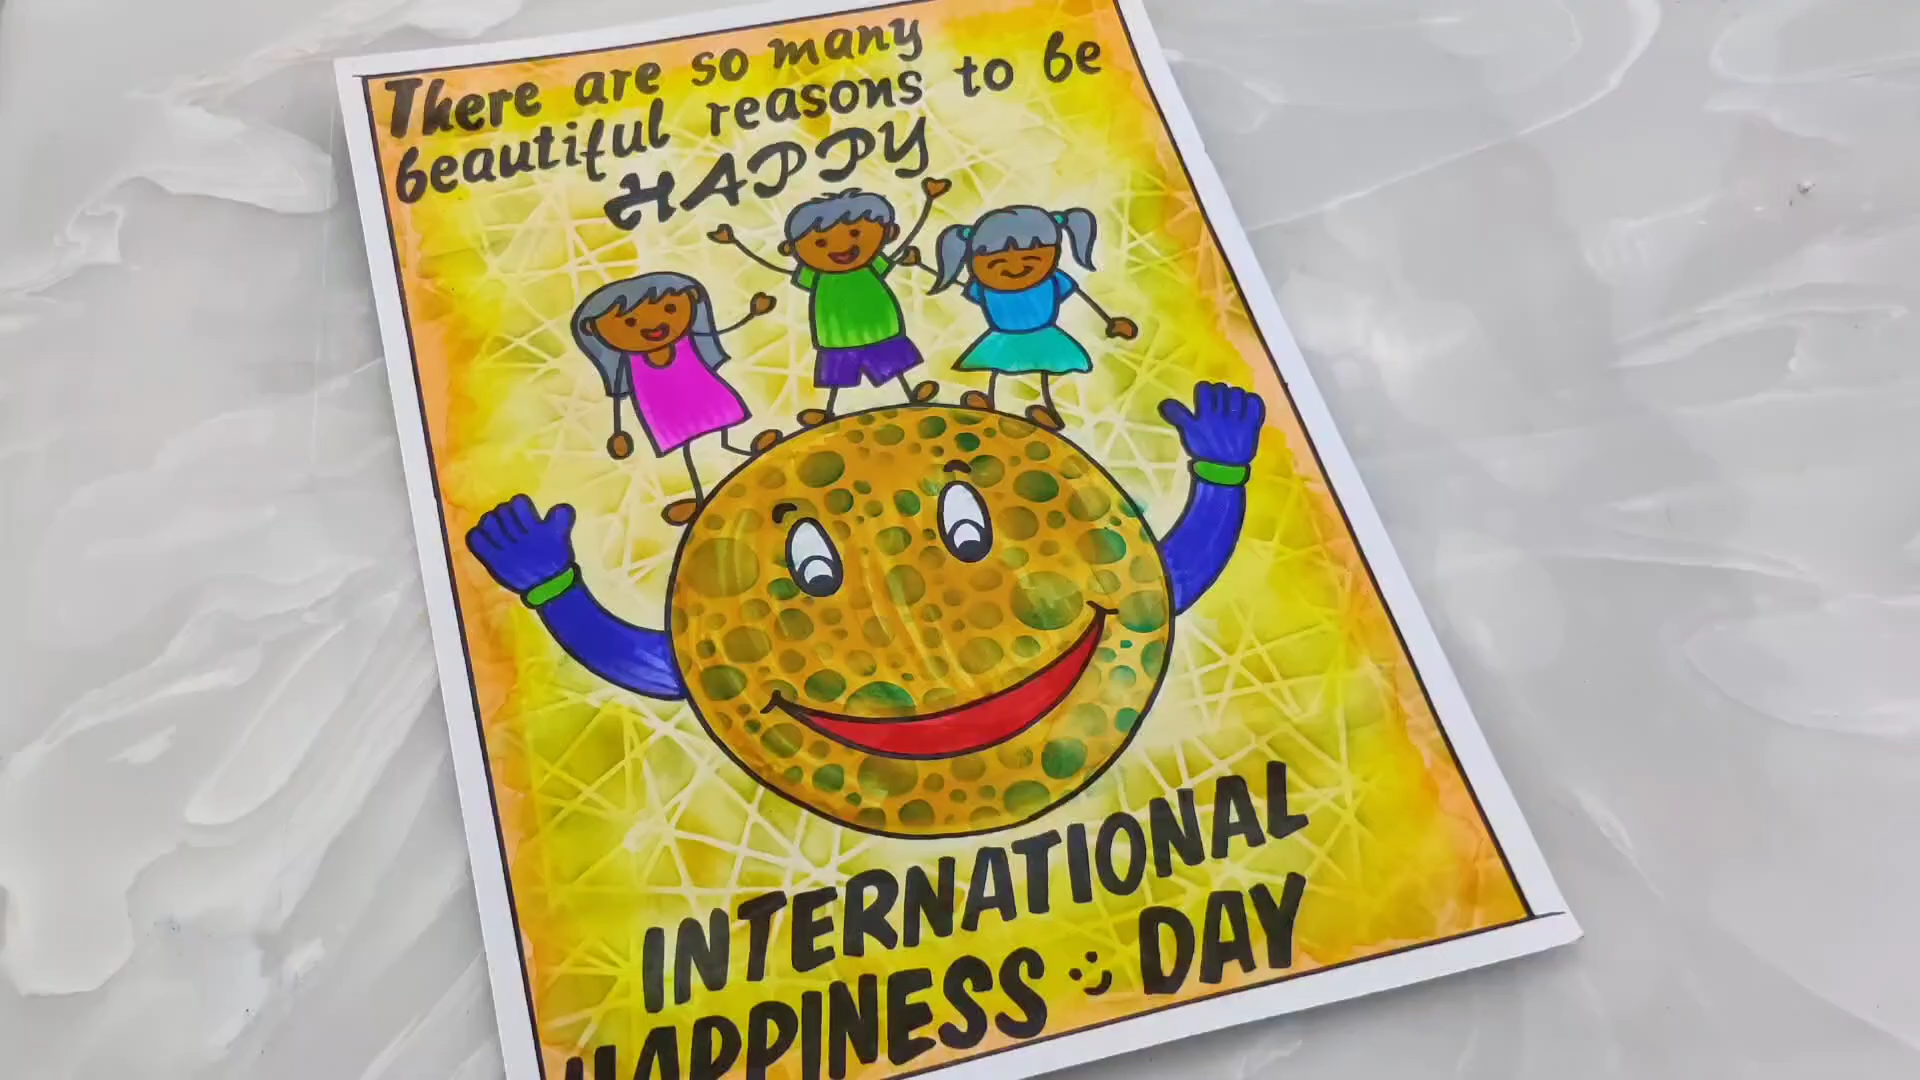 There are so many
beautiful reasons to be
HAPPY
INTERNATIONAL
HAPPINESS DAY